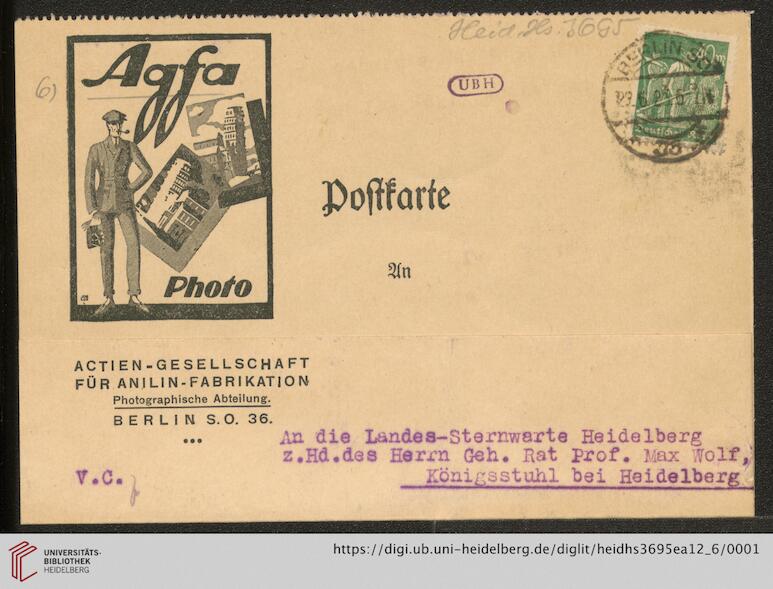 Heid. Hs. 3695
6)
Agfa
Photo
UBH
BERLIN SO
Postkarte
An
ACTIEN-GESELLSCHAFT
FÜR ANILIN-FABRIKATION
Photographische Abteilung.
BERLIN S.O. 36.
An die Landes-Sternwarte Heidelberg
z.Hd.des Herrn Geh. Rat Prof. Max Wolf,
Königsstuhl bei Heidelberg
V.C.
UNIVERSITÄTS-
BIBLIOTHEK
HEIDELBERG
https://digi.ub.uni-heidelberg.de/diglit/heidhs3695ea12_6/0001